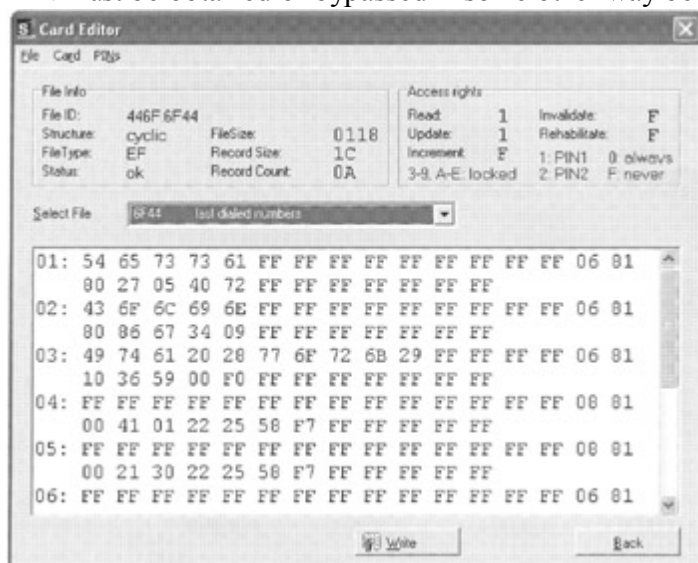 must be obtained or bypassed in some other way be
Card Editor
File Card PINs
File Info
File ID: 446F:6F44
Structure: cyclic FileSize: 0118
FileType: EF Record Size: 1C
Status: ok Record Count: 0A
Access rights
Read: 1 Invalidate: F
Update: 1 Rehabilitate: F
Increment: F 1: PIN1 0: always
3-9, A-E: locked 2: PIN2 F: never
Select File 6F44 last dialed numbers
01: 54 65 73 73 61 FF FF FF FF FF FF FF FF FF 06 81
80 27 05 40 72 FF FF FF FF FF FF FF
02: 43 6F 6C 69 6E FF FF FF FF FF FF FF FF FF 06 81
80 86 67 34 09 FF FF FF FF FF FF FF
03: 49 74 61 20 28 77 6F 72 6B 29 FF FF FF FF 06 81
10 36 59 00 F0 FF FF FF FF FF FF FF
04: FF FF FF FF FF FF FF FF FF FF FF FF FF FF 08 81
00 41 01 22 25 58 F7 FF FF FF FF FF
05: FF FF FF FF FF FF FF FF FF FF FF FF FF FF 08 81
00 21 30 22 25 58 F7 FF FF FF FF FF
06: FF FF FF FF FF FF FF FF FF FF FF FF FF FF 06 81
Write Back